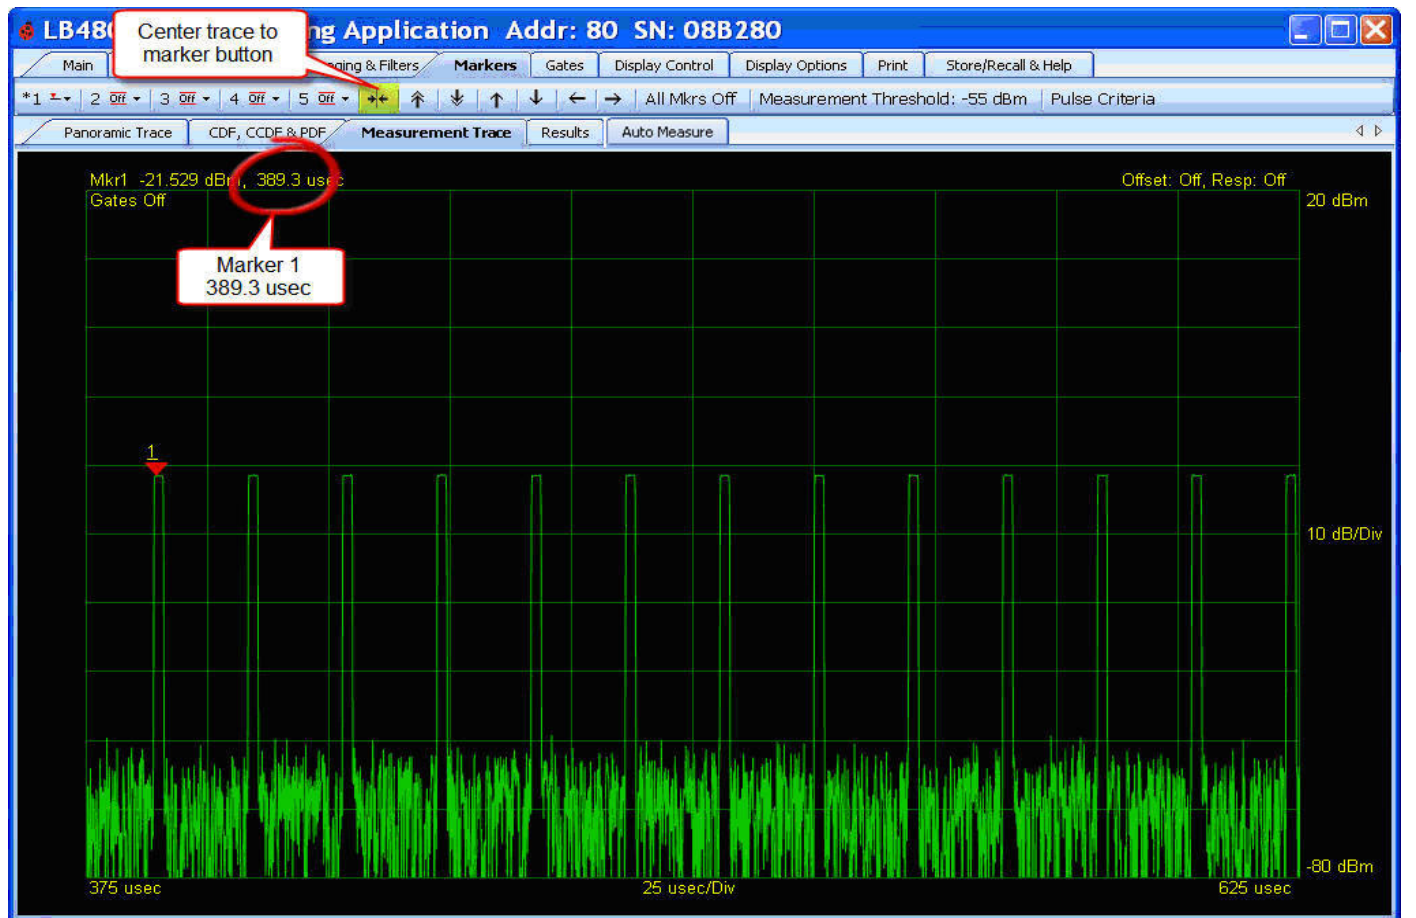 LB48 ng Application Addr: 80 SN: 08B280
Center trace to
marker button
Main ging & Filters Markers Gates Display Control Display Options Print Store/Recall & Help
*1 2 Off 3 Off 4 Off 5 Off All Mkrs Off Measurement Threshold: -55 dBm Pulse Criteria
Panoramic Trace CDF, CCDF & PDF Measurement Trace Results Auto Measure
Mkr1 -21.529 dBm, 389.3 usec Offset: Off, Resp: Off
Gates Off 20 dBm
Marker 1
389.3 usec
1
10 dB/Div
-80 dBm
375 usec 25 usec/Div 625 usec